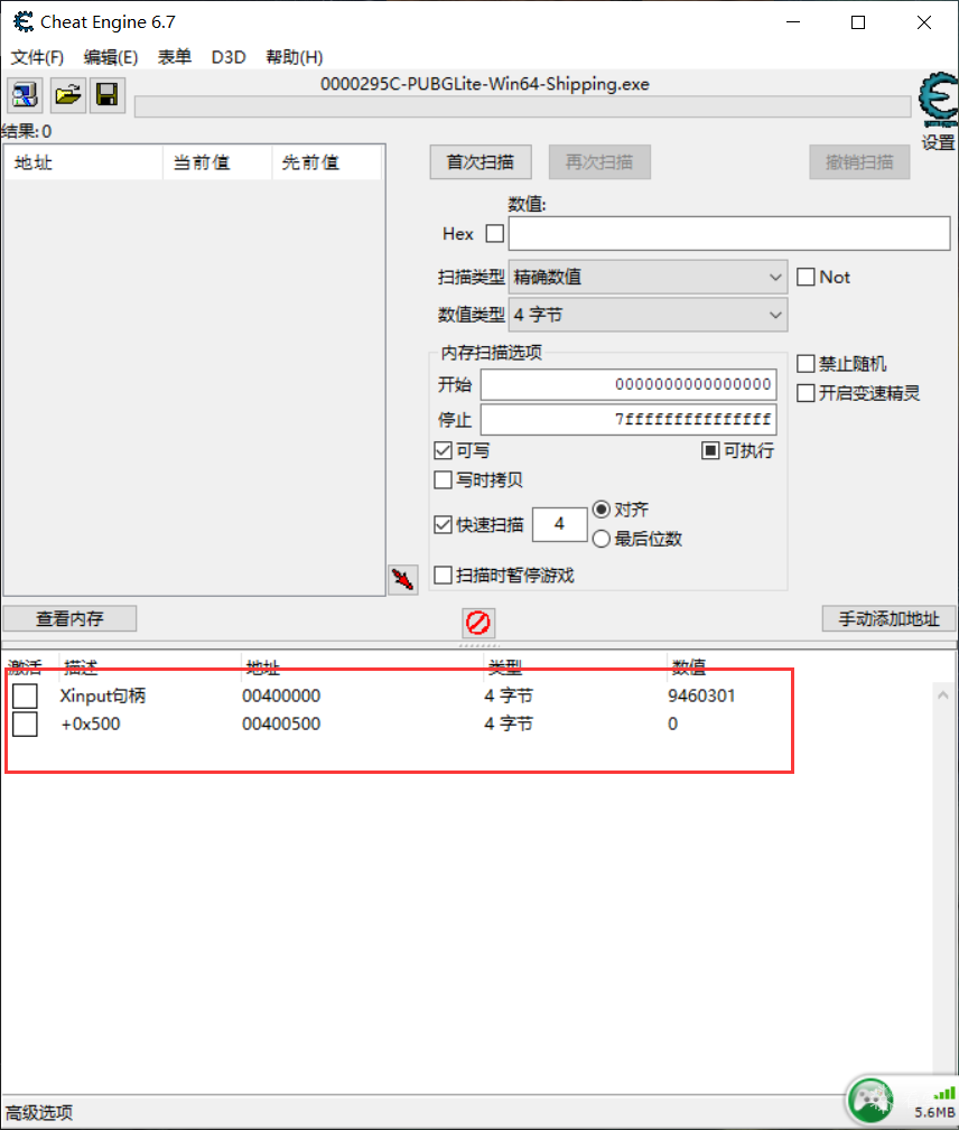 Cheat Engine 6.7
文件(F) 编辑(E) 表单 D3D 帮助(H)
0000295C-PUBGLite-Win64-Shipping.exe
结果: 0
设置
地址 当前值 先前值
首次扫描 再次扫描 撤销扫描
数值:
Hex
扫描类型 精确数值 Not
数值类型 4 字节
内存扫描选项
开始 0000000000000000
停止 7fffffffffffffff
禁止随机
开启变速精灵
可写 可执行
写时拷贝
快速扫描 4 对齐
最后位数
扫描时暂停游戏
查看内存 手动添加地址
激活 描述 地址 类型 数值
Xinput句柄 00400000 4 字节 9460301
+0x500 00400500 4 字节 0
高级选项 5.6MB